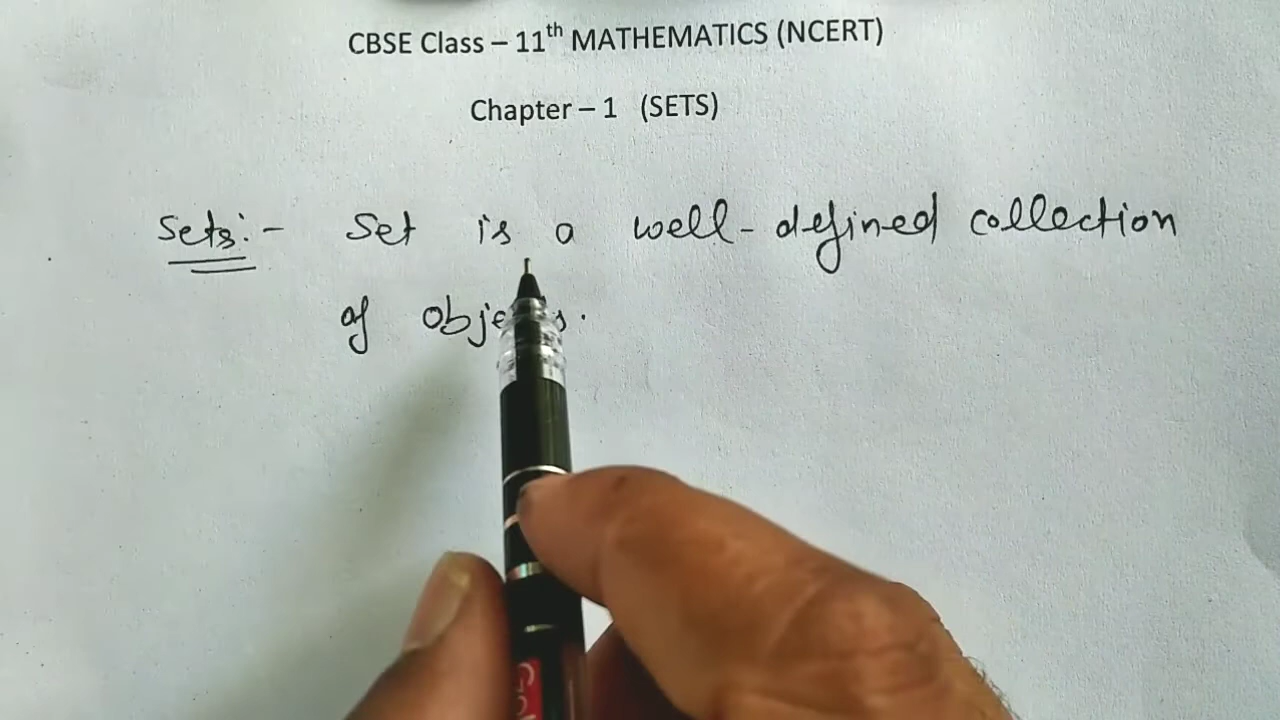 CBSE Class – 11th MATHEMATICS (NCERT)
Chapter – 1 (SETS)
Sets:- Set is a well-defined collection
of